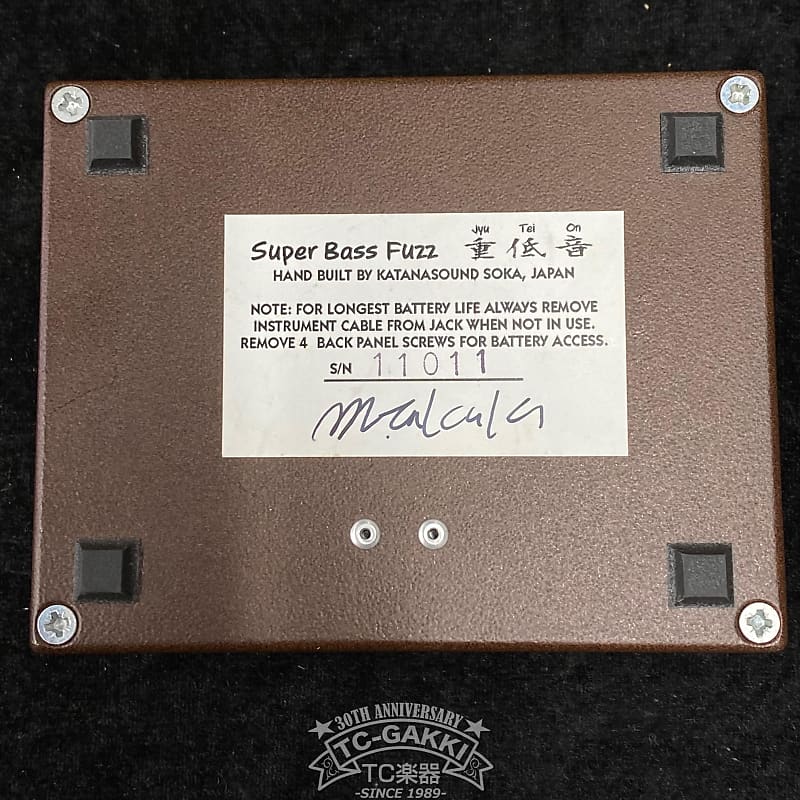 Jyu Tei On
Super Bass Fuzz 重低音
HAND BUILT BY KATANASOUND SOKA, JAPAN
NOTE: FOR LONGEST BATTERY LIFE ALWAYS REMOVE
INSTRUMENT CABLE FROM JACK WHEN NOT IN USE.
REMOVE 4 BACK PANEL SCREWS FOR BATTERY ACCESS.
S/N 11011
30TH ANNIVERSARY
TC-GAKKI
TC楽器
-SINCE 1989-